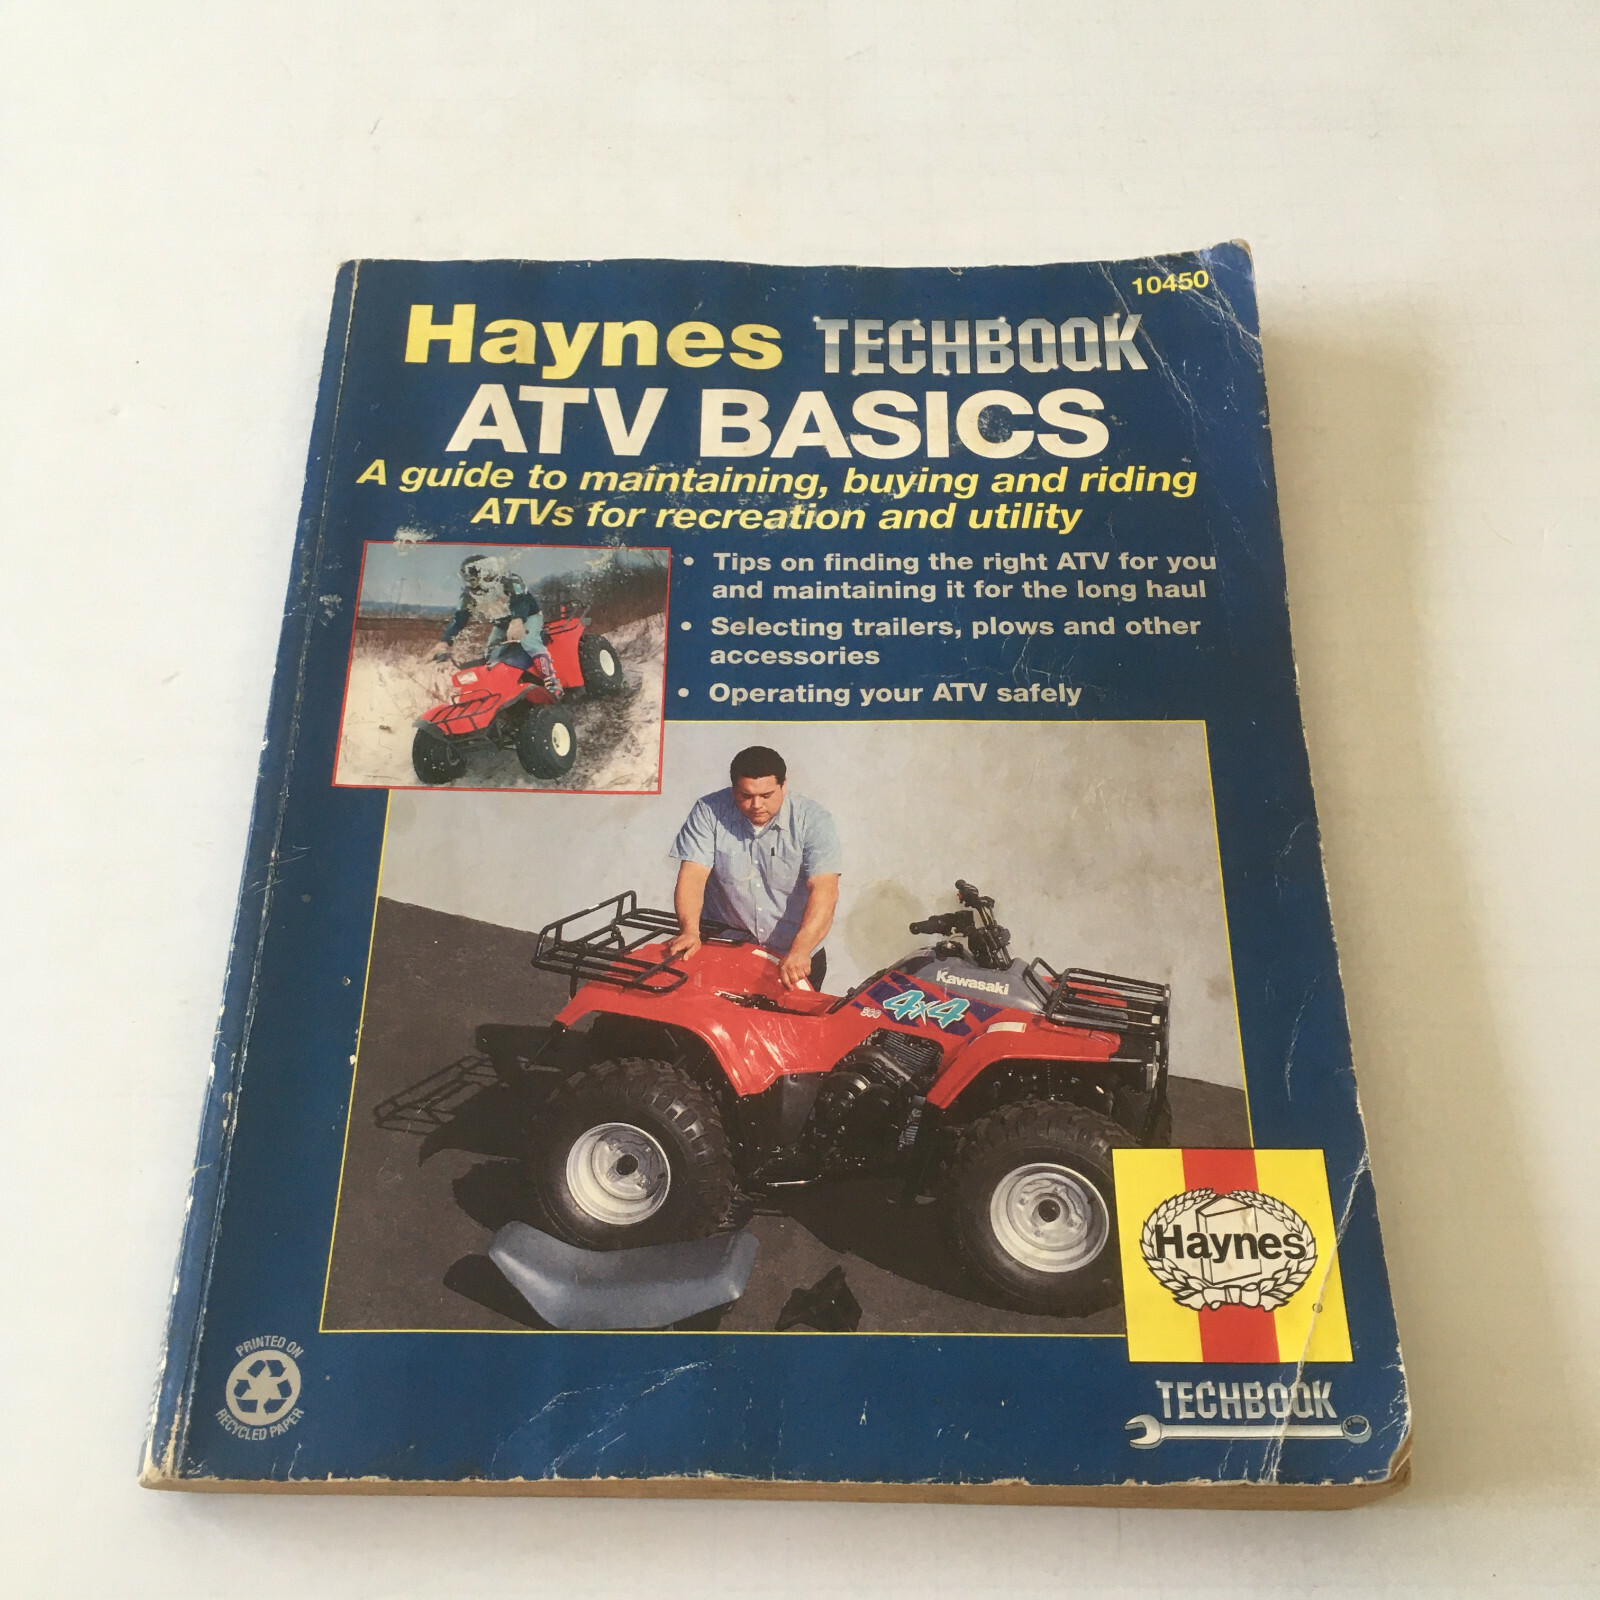 10450
Haynes TECHBOOK
ATV BASICS
A guide to maintaining, buying and riding
ATVs for recreation and utility
• Tips on finding the right ATV for you
and maintaining it for the long haul
• Selecting trailers, plows and other
accessories
• Operating your ATV safely
Kawasaki
300 4x4
Haynes
TECHBOOK
PRINTED ON
RECYCLED PAPER